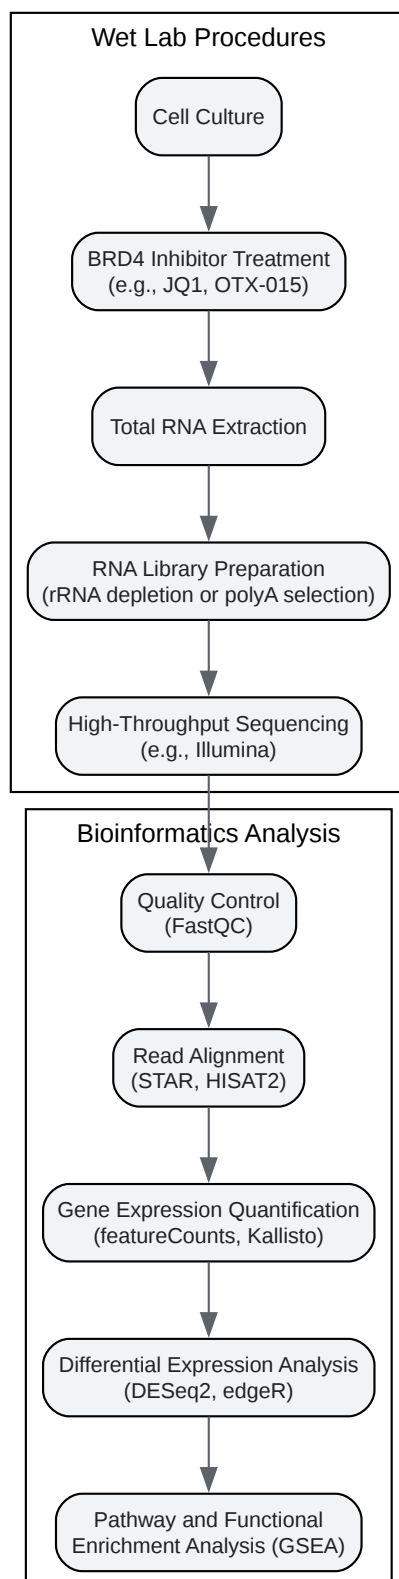 Wet Lab Procedures
Cell Culture
BRD4 Inhibitor Treatment
(e.g., JQ1, OTX-015)
Total RNA Extraction
RNA Library Preparation
(rRNA depletion or polyA selection)
High-Throughput Sequencing
(e.g., Illumina)
Bioinformatics Analysis
Quality Control
(FastQC)
Read Alignment
(STAR, HISAT2)
Gene Expression Quantification
(featureCounts, Kallisto)
Differential Expression Analysis
(DESeq2, edgeR)
Pathway and Functional
Enrichment Analysis (GSEA)